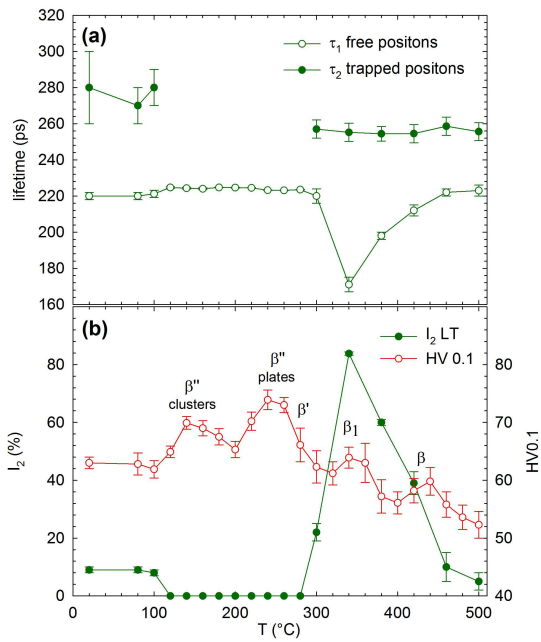 320
(a)
τ1 free positons
300
τ2 trapped positons
280
260
240
220
200
180
160
lifetime (ps)
(b)
I2 LT
HV 0.1
80
60
40
20
0
I2 (%)
80
70
60
50
40
HV0.1
β''
clusters
β''
plates
β'
β1
β
0 100 200 300 400 500
T (°C)